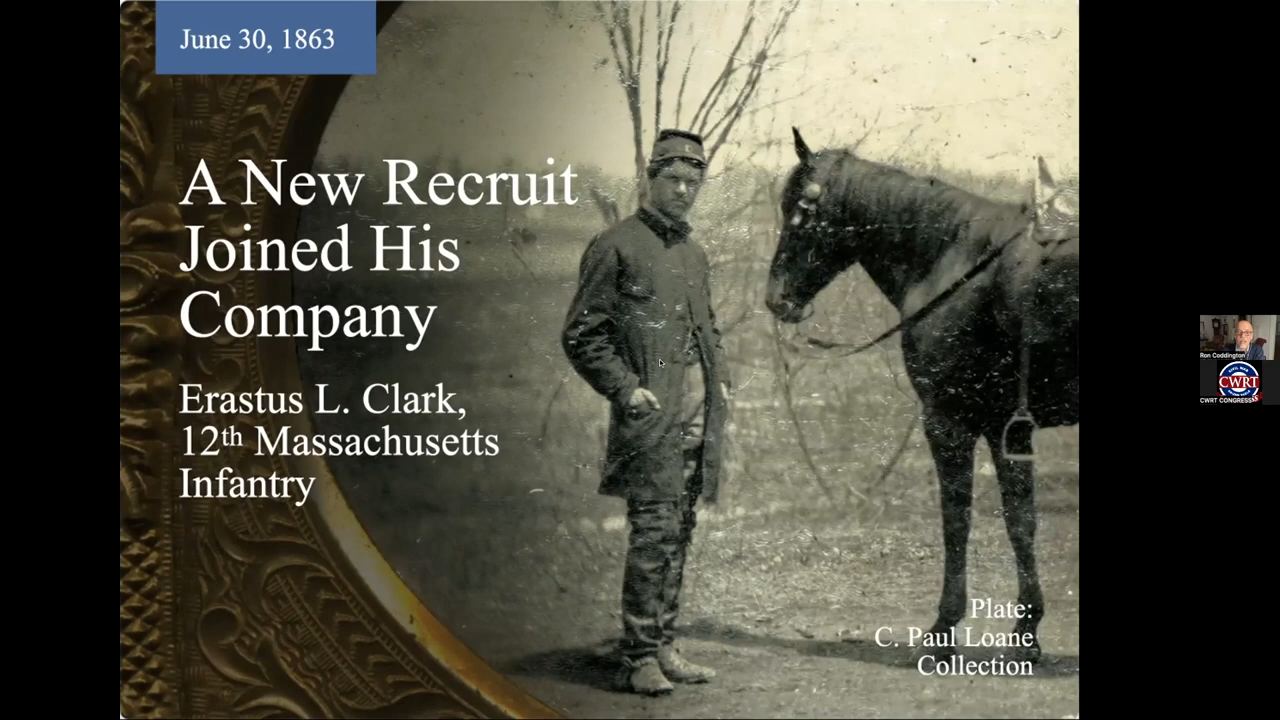 June 30, 1863
A New Recruit
Joined His
Company
Erastus L. Clark,
12th Massachusetts
Infantry
Plate:
C. Paul Loane
Collection
Ron Coddington
CWRT
CWRT CONGRESS